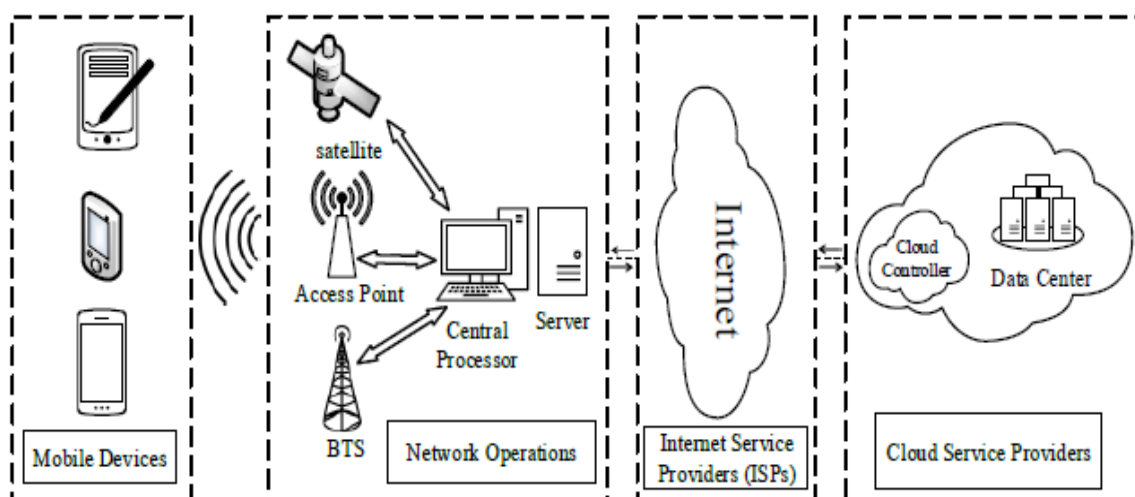 Mobile Devices
satellite
Access Point
BTS
Central
Processor
Server
Network Operations
Internet
Internet Service
Providers (ISPs)
Cloud
Controller
Data Center
Cloud Service Providers